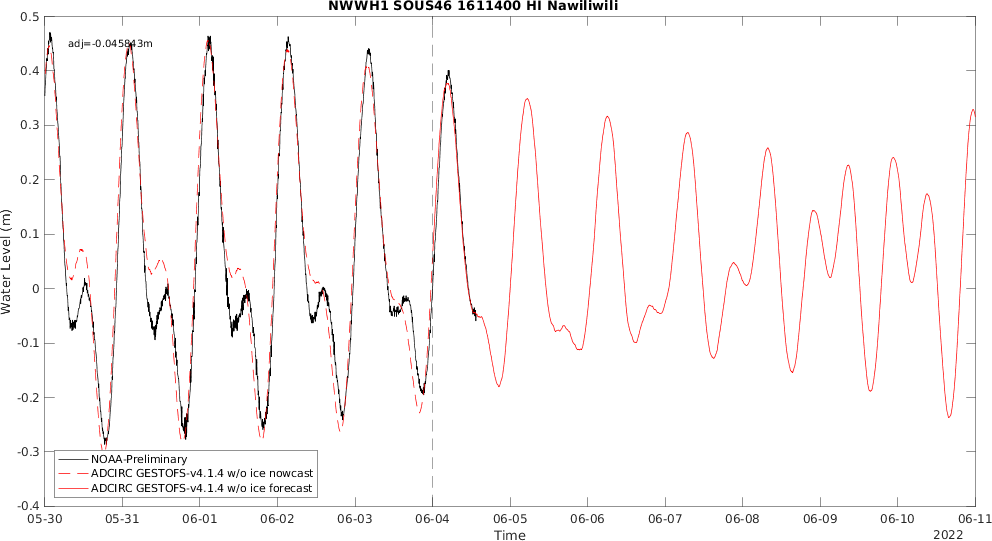 NWWH1 SOUS46 1611400 HI Nawiliwili
adj=-0.045843m
Water Level (m)
0.5
0.4
0.3
0.2
0.1
0
-0.1
-0.2
-0.3
-0.4
NOAA-Preliminary
ADCIRC GESTOFS-v4.1.4 w/o ice nowcast
ADCIRC GESTOFS-v4.1.4 w/o ice forecast
05-30 05-31 06-01 06-02 06-03 06-04 06-05 06-06 06-07 06-08 06-09 06-10 06-11
Time
2022